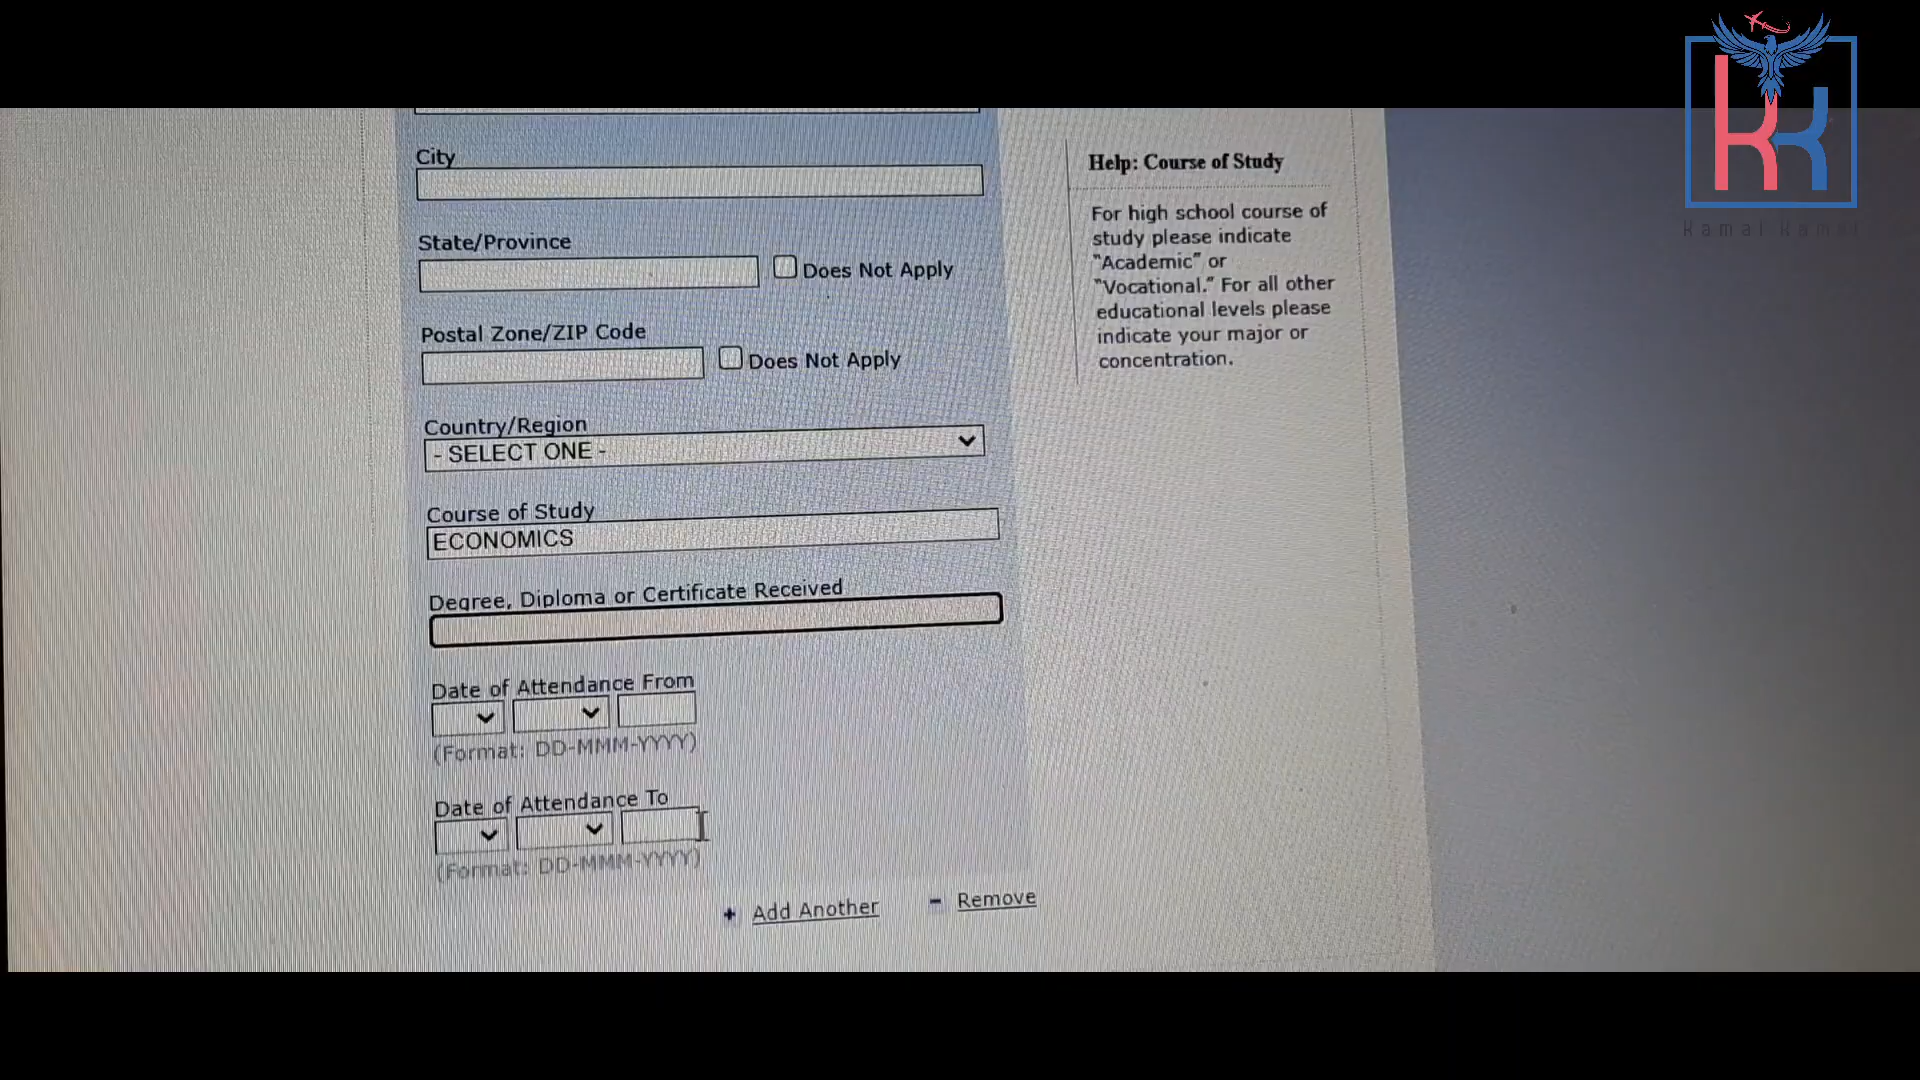 City
State/Province
Does Not Apply
Postal Zone/ZIP Code
Does Not Apply
Country/Region
- SELECT ONE -
Course of Study
ECONOMICS
Degree, Diploma or Certificate Received
Date of Attendance From
(Format: DD-MMM-YYYY)
Date of Attendance To
(Format: DD-MMM-YYYY)
+ Add Another
- Remove
Help: Course of Study
For high school course of
study please indicate
"Academic" or
"Vocational." For all other
educational levels please
indicate your major or
concentration.
KK